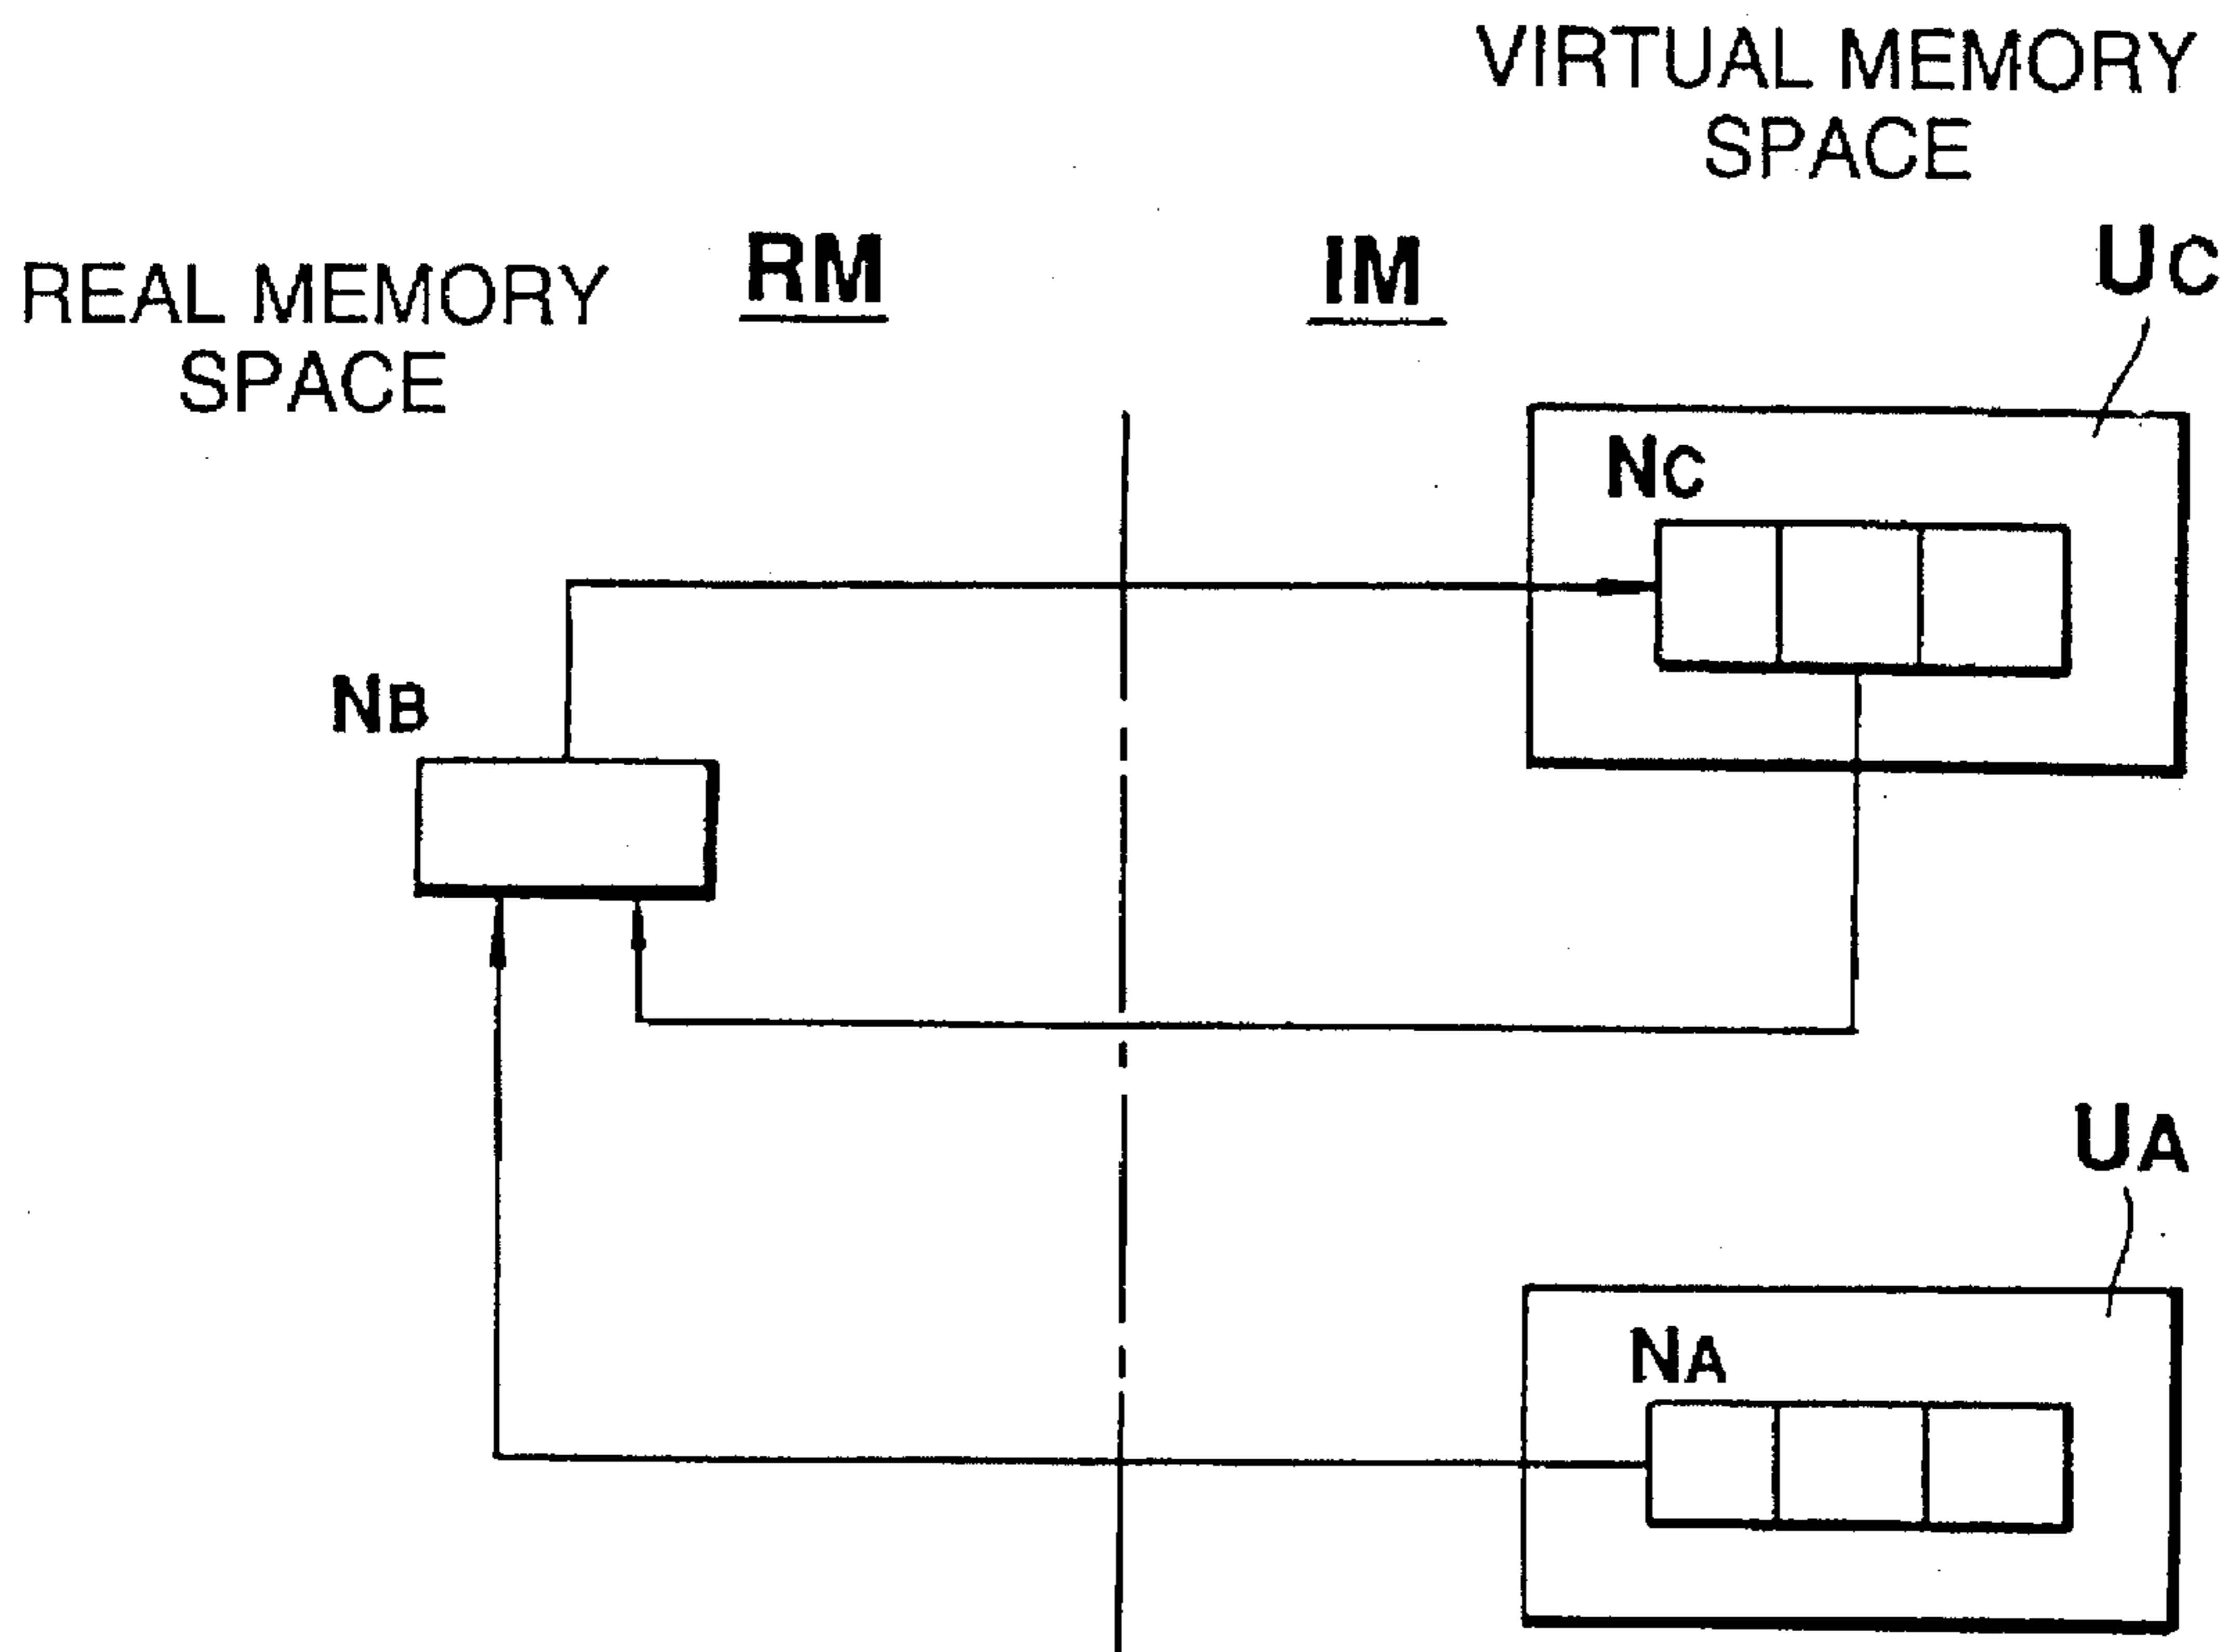 VIRTUAL MEMORY
SPACE
REAL MEMORY
SPACE
RM
IM
UC
NC
NB
UA
NA